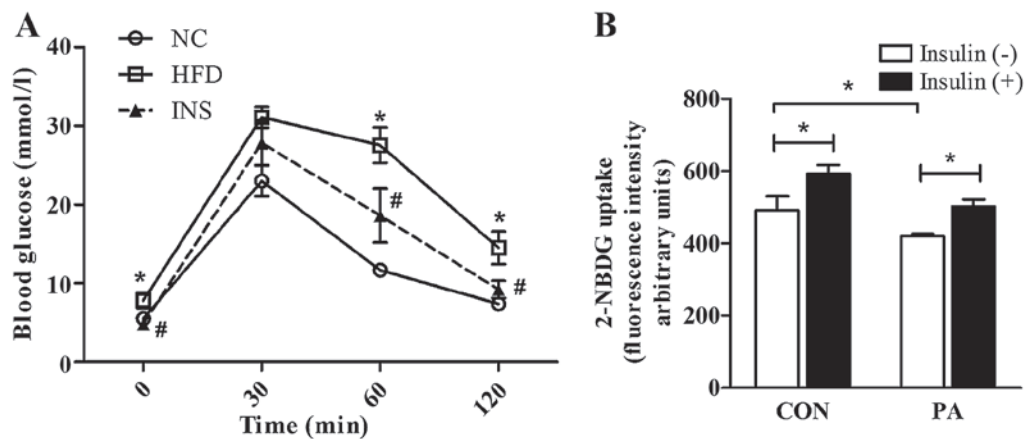 A
NC
HFD
INS
Blood glucose (mmol/l)
40
30
20
10
0
*
#
*
#
*
#
0
30
60
120
Time (min)
B
Insulin (-)
Insulin (+)
2-NBDG uptake
(fluorescence intensity
arbitrary units)
800
600
400
200
0
*
*
*
CON
PA